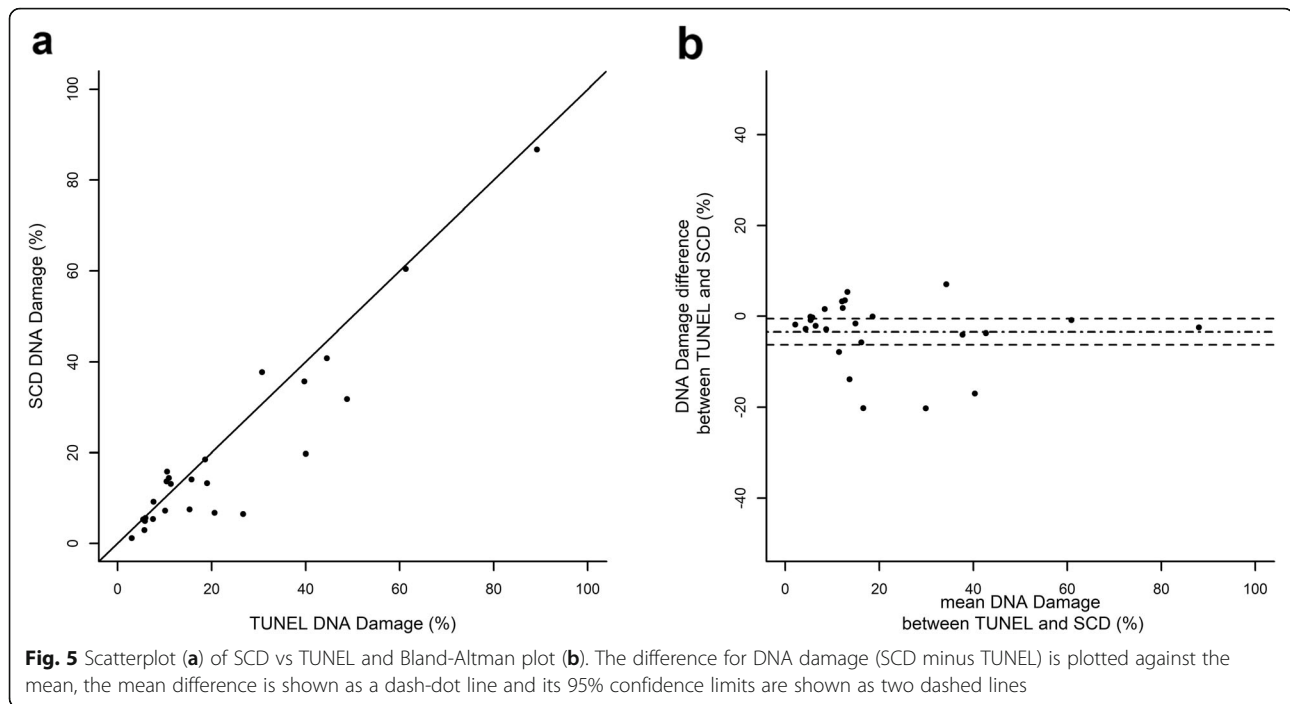 a
100
80
60
40
20
0
SCD DNA Damage (%)
0 20 40 60 80 100
TUNEL DNA Damage (%)
b
40
20
0
-20
-40
DNA Damage difference
between TUNEL and SCD (%)
0 20 40 60 80 100
mean DNA Damage
between TUNEL and SCD (%)
Fig. 5 Scatterplot (a) of SCD vs TUNEL and Bland-Altman plot (b). The difference for DNA damage (SCD minus TUNEL) is plotted against the
mean, the mean difference is shown as a dash-dot line and its 95% confidence limits are shown as two dashed lines